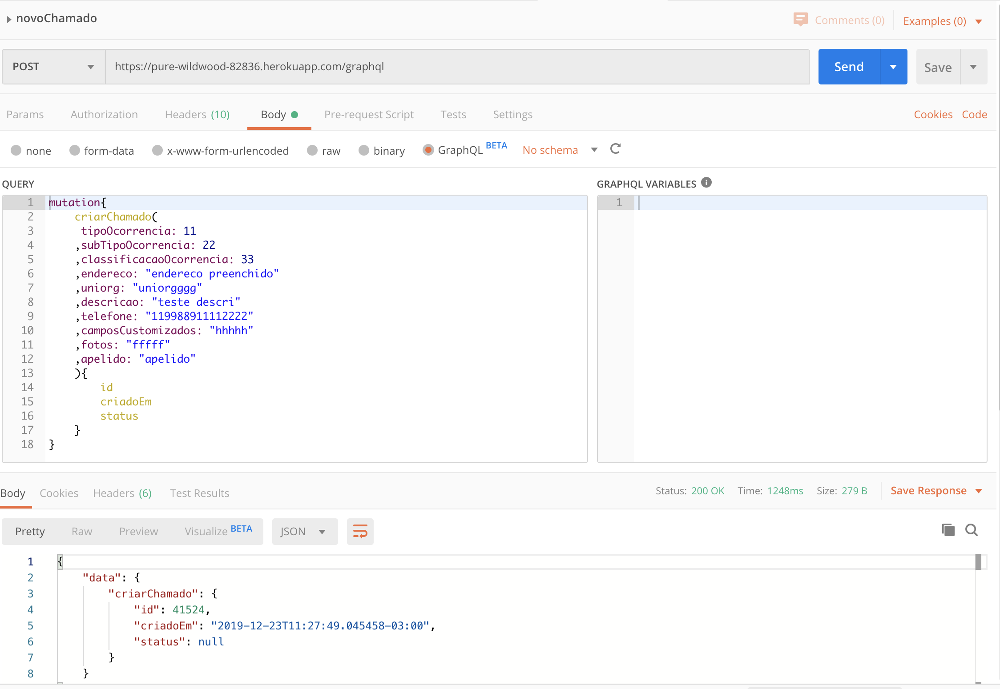 novoChamado
Comments (0) Examples (0)
POST https://pure-wildwood-82836.herokuapp.com/graphql Send Save
Params Authorization Headers (10) Body Pre-request Script Tests Settings Cookies Code
none form-data x-www-form-urlencoded raw binary GraphQL BETA No schema
QUERY
1 mutation{
2 criarChamado(
3 tipoOcorrencia: 11
4 ,subTipoOcorrencia: 22
5 ,classificacaoOcorrencia: 33
6 ,endereco: "endereco preenchido"
7 ,uniorg: "uniorgggg"
8 ,descricao: "teste descri"
9 ,telefone: "119988911112222"
10 ,camposCustomizados: "hhhhh"
11 ,fotos: "fffff"
12 ,apelido: "apelido"
13 ){
14 id
15 criadoEm
16 status
17 }
18 }
GRAPHQL VARIABLES
1
Body Cookies Headers (6) Test Results Status: 200 OK Time: 1248ms Size: 279 B Save Response
Pretty Raw Preview Visualize BETA JSON
1 {
2 "data": {
3 "criarChamado": {
4 "id": 41524,
5 "criadoEm": "2019-12-23T11:27:49.045458-03:00",
6 "status": null
7 }
8 }